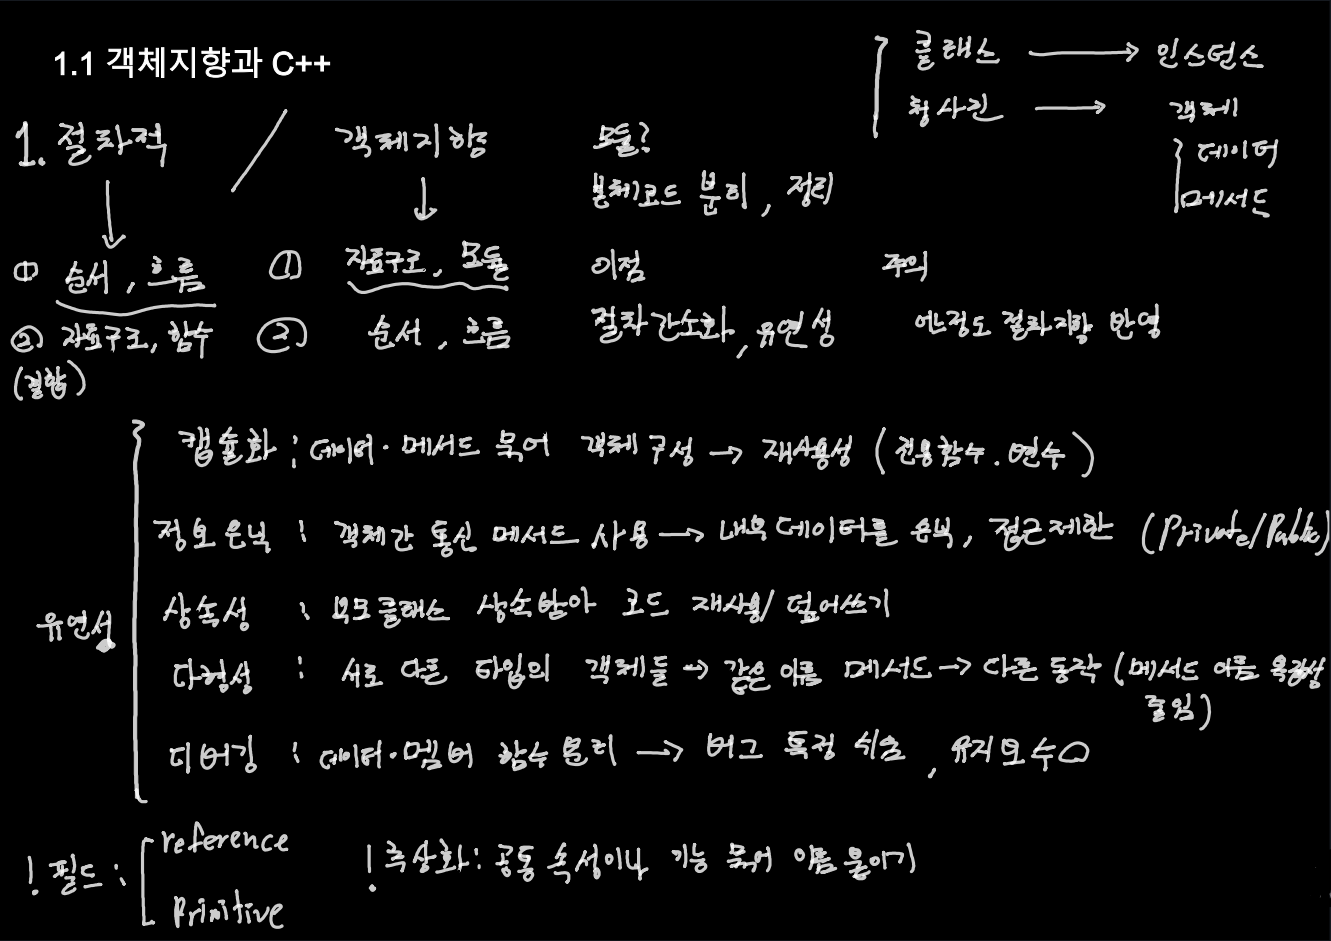 1.1 객체지향과 C++
클래스 → 인스턴스
청사진 → 객체
데이터
메서드
1. 절차적 / 객체지향
모듈?
본체코드 분리, 정리
① 순서, 흐름
① 자료구조, 모듈
이점
주의
② 자료구조, 함수
(결합)
② 순서, 흐름
절차간소화, 유연성
어느정도 절차지향 반영
유연성
캡슐화 : 데이터·메서드 묶어 객체 구성 → 재사용성 (전용함수·변수)
정보은닉 : 객체간 통신 메서드 사용 → 내부데이터를 은닉, 접근제한 (Private/Public)
상속성 : 부모클래스 상속받아 코드 재사용/덮어쓰기
다형성 : 서로 다른 타입의 객체들 → 같은 이름 메서드 → 다른 동작 (메서드 이름 복잡성
줄임)
디버깅 : 데이터·멤버 함수 분리 → 버그 특정 쉬움, 유지보수○
! 필드 :
reference
Primitive
! 추상화 : 공통 속성이나 기능 묶어 이름 붙이기